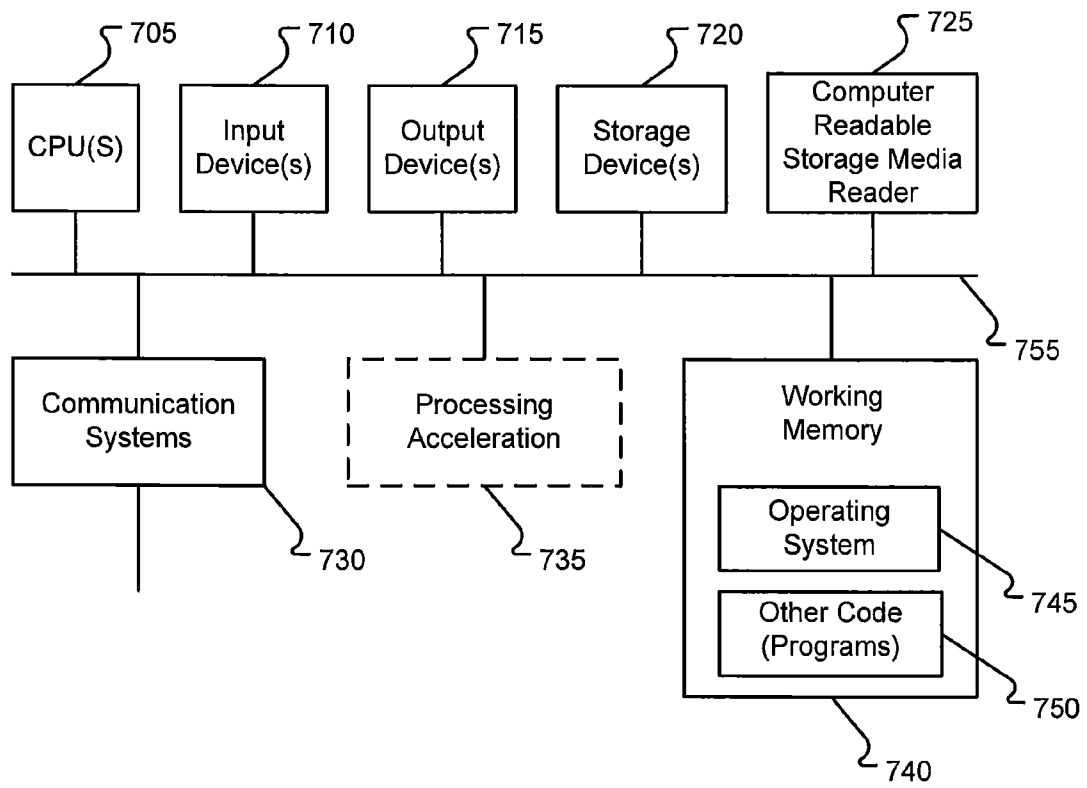 705
710
715
720
725
CPU(S)
Input
Device(s)
Output
Device(s)
Storage
Device(s)
Computer
Readable
Storage Media
Reader
755
Communication
Systems
Processing
Acceleration
Working
Memory
Operating
System
Other Code
(Programs)
730
735
745
750
740